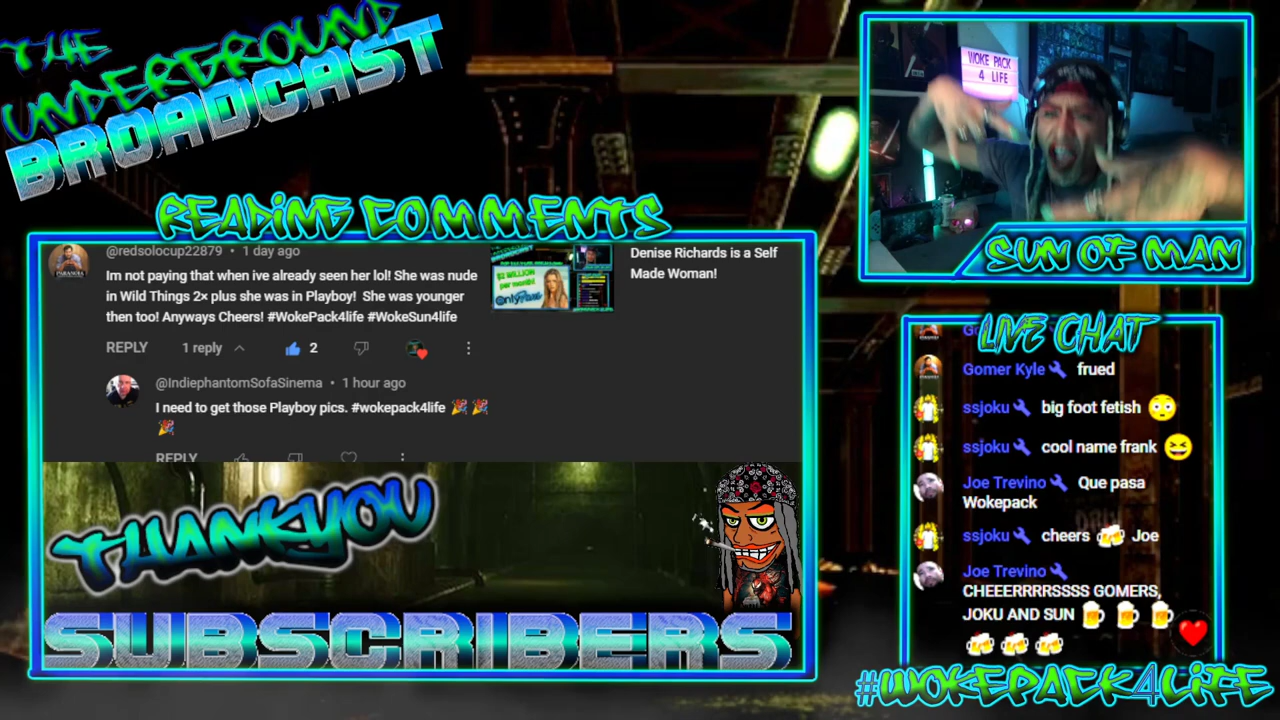 THE
UNDERGROUND
BROADCAST
WOKE PACK
4 LIFE
SUN OF MAN
READING COMMENTS
@redsolocup22879 • 1 day ago
Im not paying that when ive already seen her lol! She was nude
in Wild Things 2× plus she was in Playboy! She was younger
then too! Anyways Cheers! #WokePack4life #WokeSun4life
REPLY 1 reply 2
$2 MILLION
per month!
Denise Richards is a Self
Made Woman!
@IndiephantomSofaSinema • 1 hour ago
I need to get those Playboy pics. #wokepack4life 🎉 🎉
🎉
REPLY
THANKYOU
SUBSCRIBERS
LIVE CHAT
Gomer Kyle frued
ssjoku big foot fetish 😳
ssjoku cool name frank 😆
Joe Trevino Que pasa
Wokepack
ssjoku cheers 🍻 Joe
Joe Trevino
CHEEERRRRSSSS GOMERS,
JOKU AND SUN 🍺 🍺 🍺
🍻 🍻 🍻
#WOKEPACK4LIFE